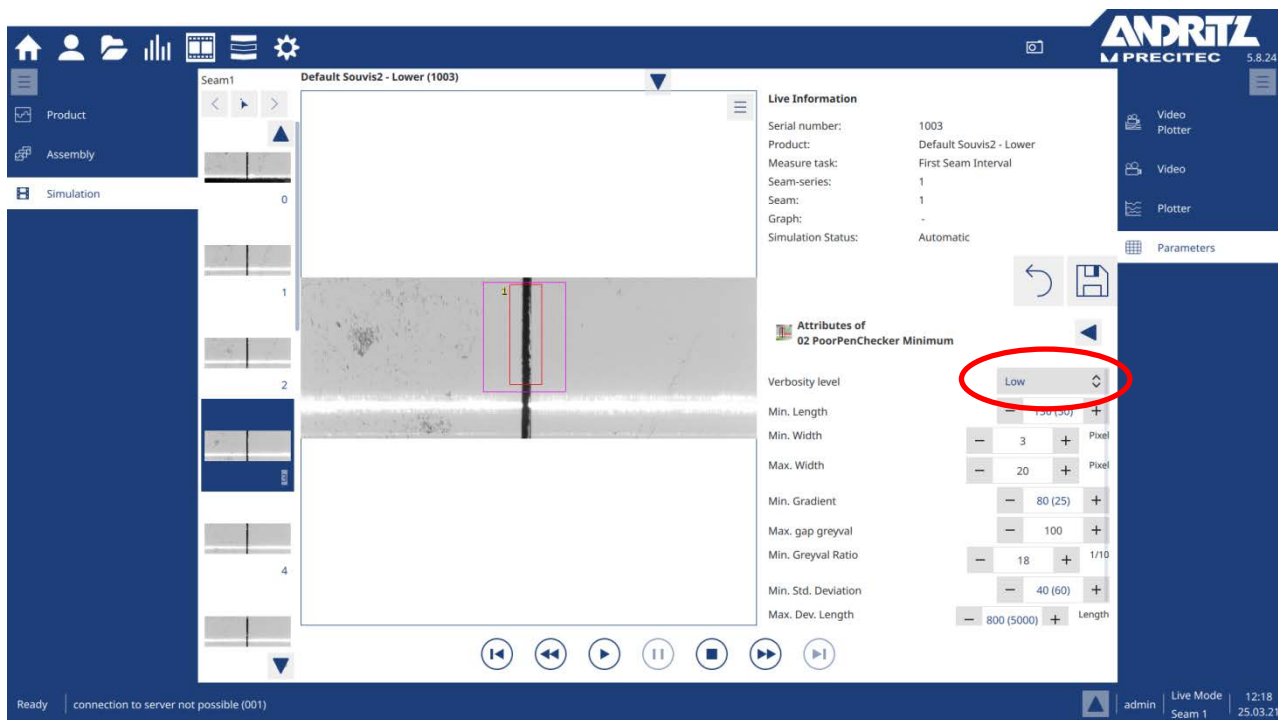 ANDRITZ
PRECITEC
5.8.24
Product
Assembly
Simulation
Seam1
0
1
2
4
Default Souvis2 - Lower (1003)
1
Live Information
Serial number: 1003
Product: Default Souvis2 - Lower
Measure task: First Seam Interval
Seam-series: 1
Seam: 1
Graph: -
Simulation Status: Automatic
Attributes of
02 PoorPenChecker Minimum
Verbosity level Low
Min. Length 150 (50)
Min. Width 3 Pixel
Max. Width 20 Pixel
Min. Gradient 80 (25)
Max. gap greyval 100
Min. Greyval Ratio 18 1/10
Min. Std. Deviation 40 (60)
Max. Dev. Length 800 (5000) Length
Video
Plotter
Video
Plotter
Parameters
Ready connection to server not possible (001)
admin
Live Mode
Seam 1
12:18
25.03.21